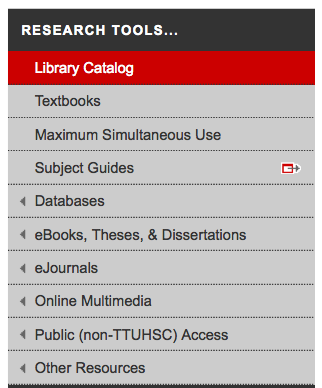 RESEARCH TOOLS...
Library Catalog
Textbooks
Maximum Simultaneous Use
Subject Guides
Databases
eBooks, Theses, & Dissertations
eJournals
Online Multimedia
Public (non-TTUHSC) Access
Other Resources